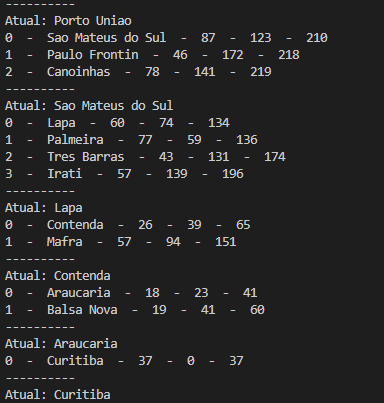 ----------
Atual: Porto Uniao
0  -  Sao Mateus do Sul  -  87  -  123  -  210
1  -  Paulo Frontin  -  46  -  172  -  218
2  -  Canoinhas  -  78  -  141  -  219
----------
Atual: Sao Mateus do Sul
0  -  Lapa  -  60  -  74  -  134
1  -  Palmeira  -  77  -  59  -  136
2  -  Tres Barras  -  43  -  131  -  174
3  -  Irati  -  57  -  139  -  196
----------
Atual: Lapa
0  -  Contenda  -  26  -  39  -  65
1  -  Mafra  -  57  -  94  -  151
----------
Atual: Contenda
0  -  Araucaria  -  18  -  23  -  41
1  -  Balsa Nova  -  19  -  41  -  60
----------
Atual: Araucaria
0  -  Curitiba  -  37  -  0  -  37
----------
Atual: Curitiba